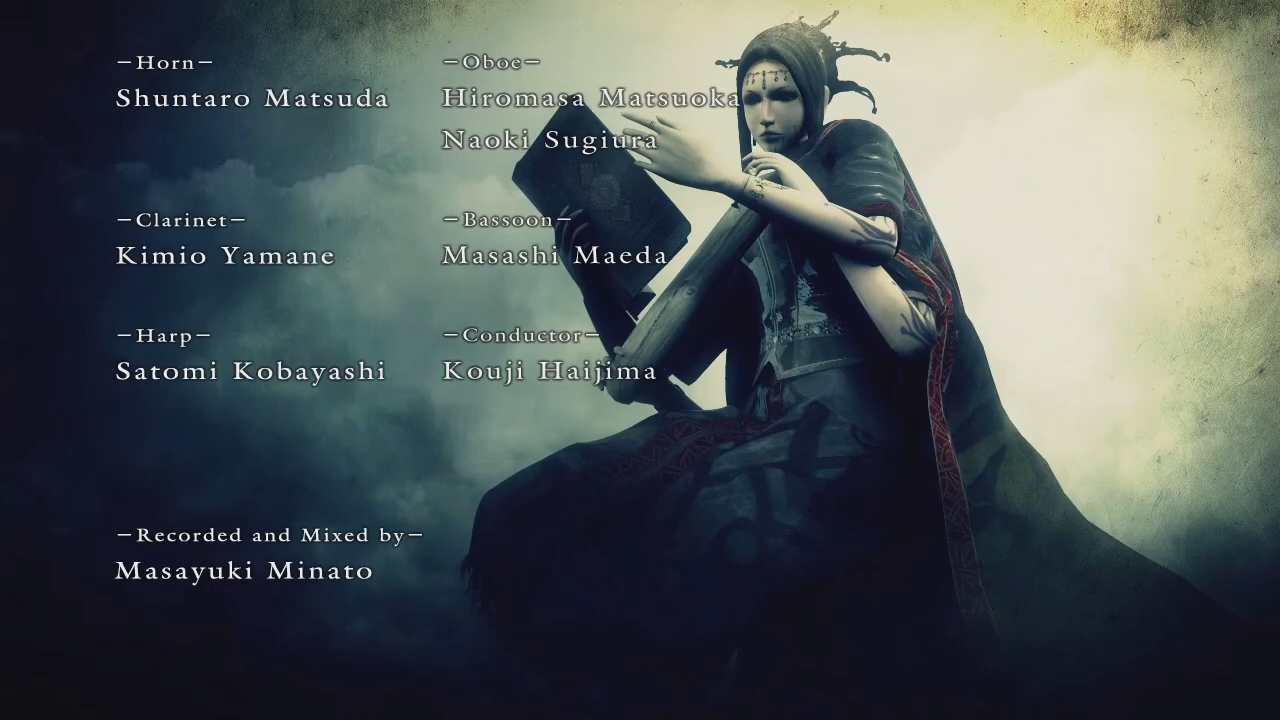 −Horn−
Shuntaro Matsuda
−Oboe−
Hiromasa Matsuoka
Naoki Sugiura
−Clarinet−
Kimio Yamane
−Bassoon−
Masashi Maeda
−Harp−
Satomi Kobayashi
−Conductor−
Kouji Haijima
−Recorded and Mixed by−
Masayuki Minato